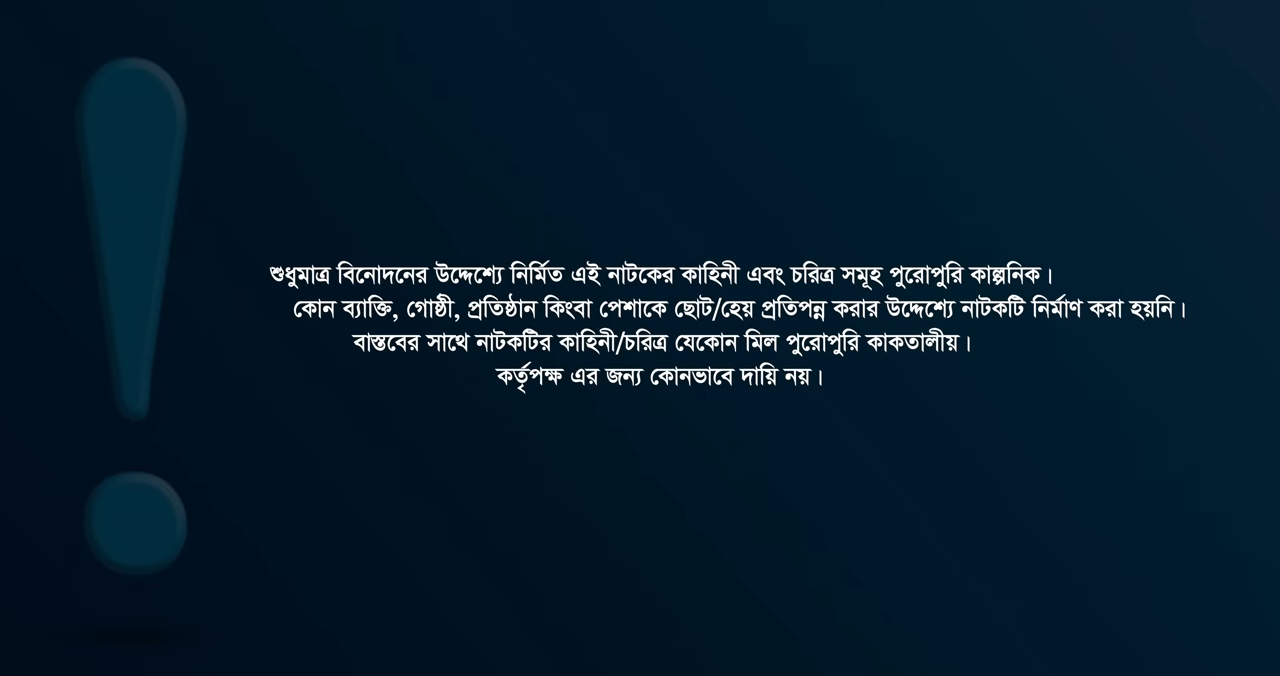 শুধুমাত্র বিনোদনের উদ্দেশ্যে নির্মিত এই নাটকের কাহিনী এবং চরিত্র সমূহ পুরোপুরি কাল্পনিক।
কোন ব্যাক্তি, গোষ্ঠী, প্রতিষ্ঠান কিংবা পেশাকে ছোট/হেয় প্রতিপন্ন করার উদ্দেশ্যে নাটকটি নির্মাণ করা হয়নি।
বাস্তবের সাথে নাটকটির কাহিনী/চরিত্র যেকোন মিল পুরোপুরি কাকতালীয়।
কর্তৃপক্ষ এর জন্য কোনভাবে দায়ি নয়।